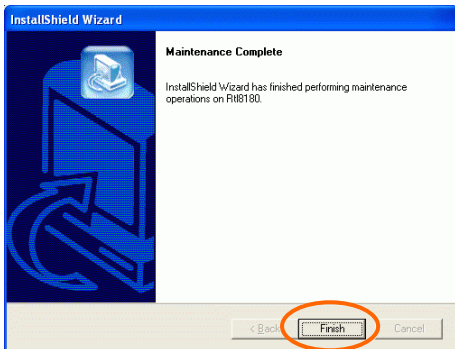 InstallShield Wizard
Maintenance Complete
InstallShield Wizard has finished performing maintenance
operations on Rtl8180.
< Back
Finish
Cancel